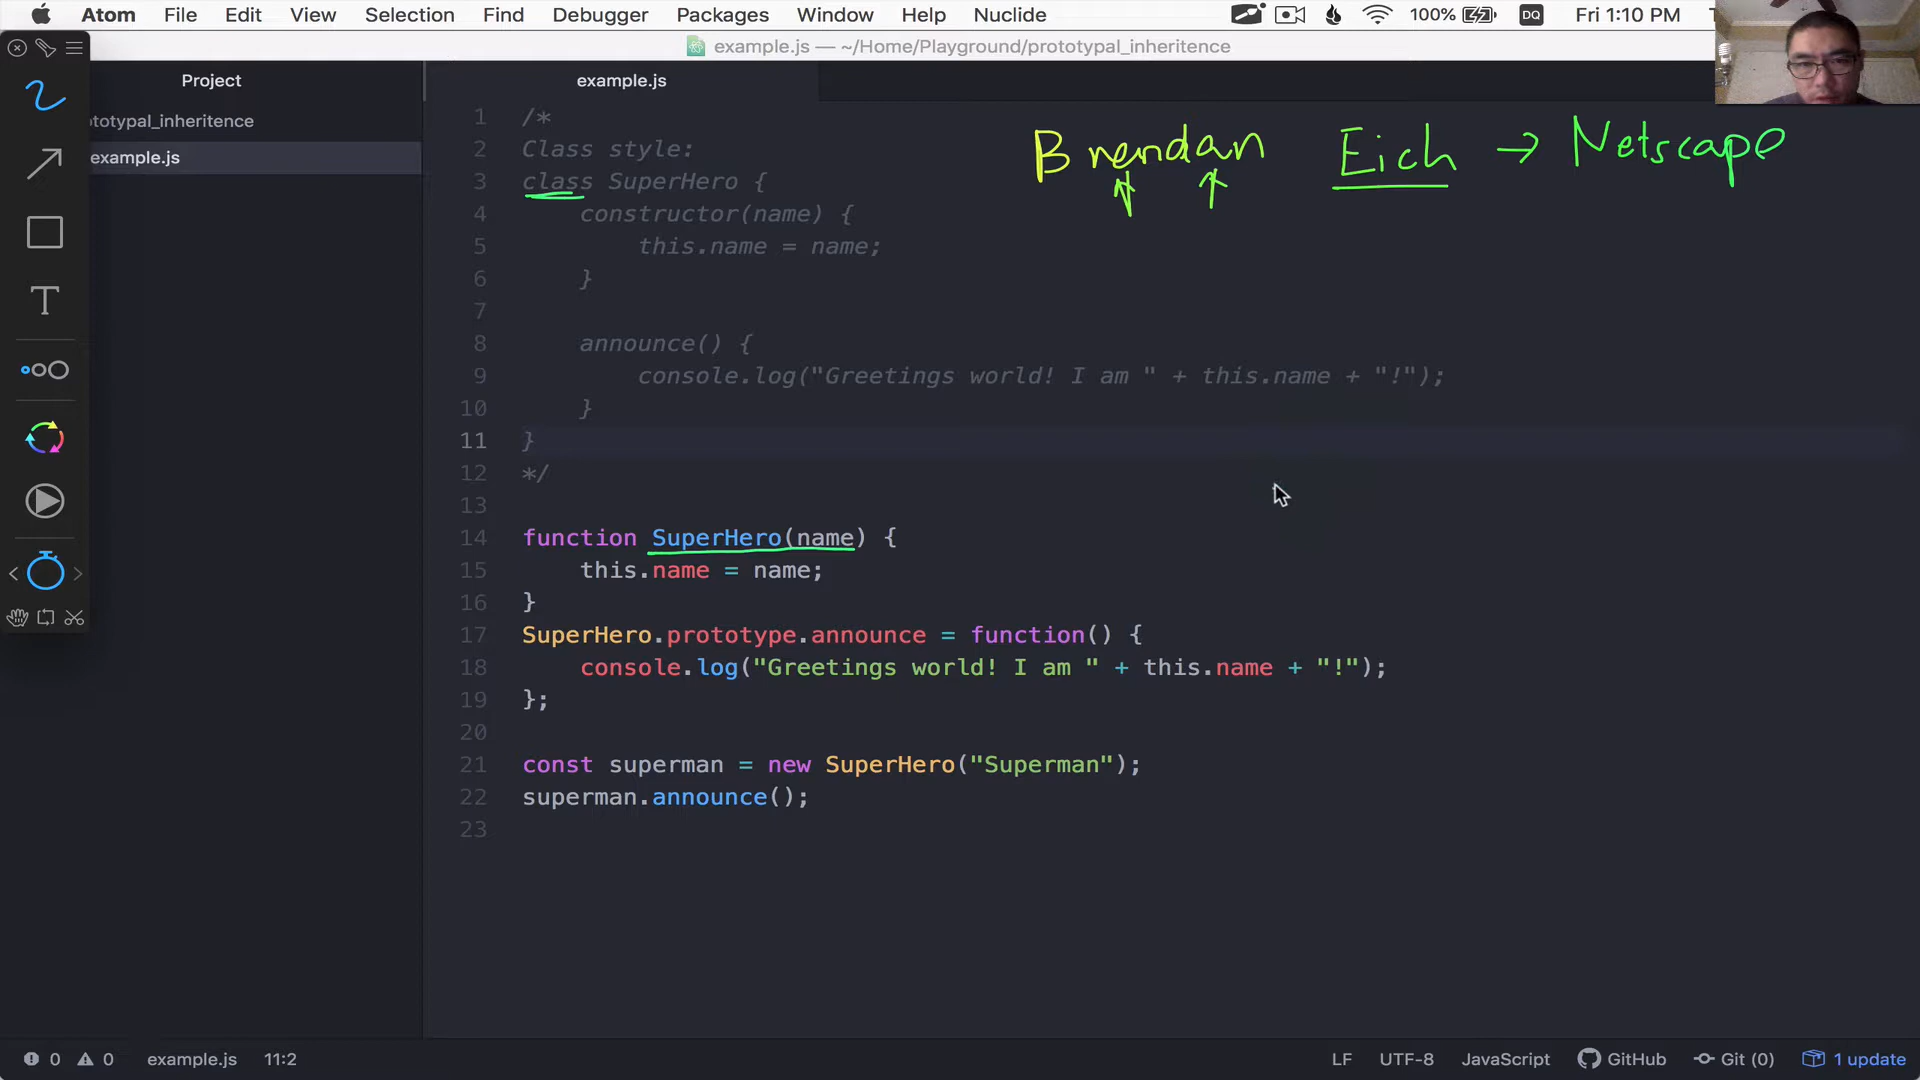 Atom File Edit View Selection Find Debugger Packages Window Help Nuclide 100% DQ Fri 1:10 PM
example.js — ~/Home/Playground/prototypal_inheritence
Project
totypal_inheritence
example.js
example.js
Brendan Eich → Netscape
1 /*
2 Class style:
3 class SuperHero {
4 constructor(name) {
5 this.name = name;
6 }
7
8 announce() {
9 console.log("Greetings world! I am " + this.name + "!");
10 }
11 }
12 */
13
14 function SuperHero(name) {
15 this.name = name;
16 }
17 SuperHero.prototype.announce = function() {
18 console.log("Greetings world! I am " + this.name + "!");
19 };
20
21 const superman = new SuperHero("Superman");
22 superman.announce();
23
0 0 example.js 11:2 LF UTF-8 JavaScript GitHub Git (0) 1 update